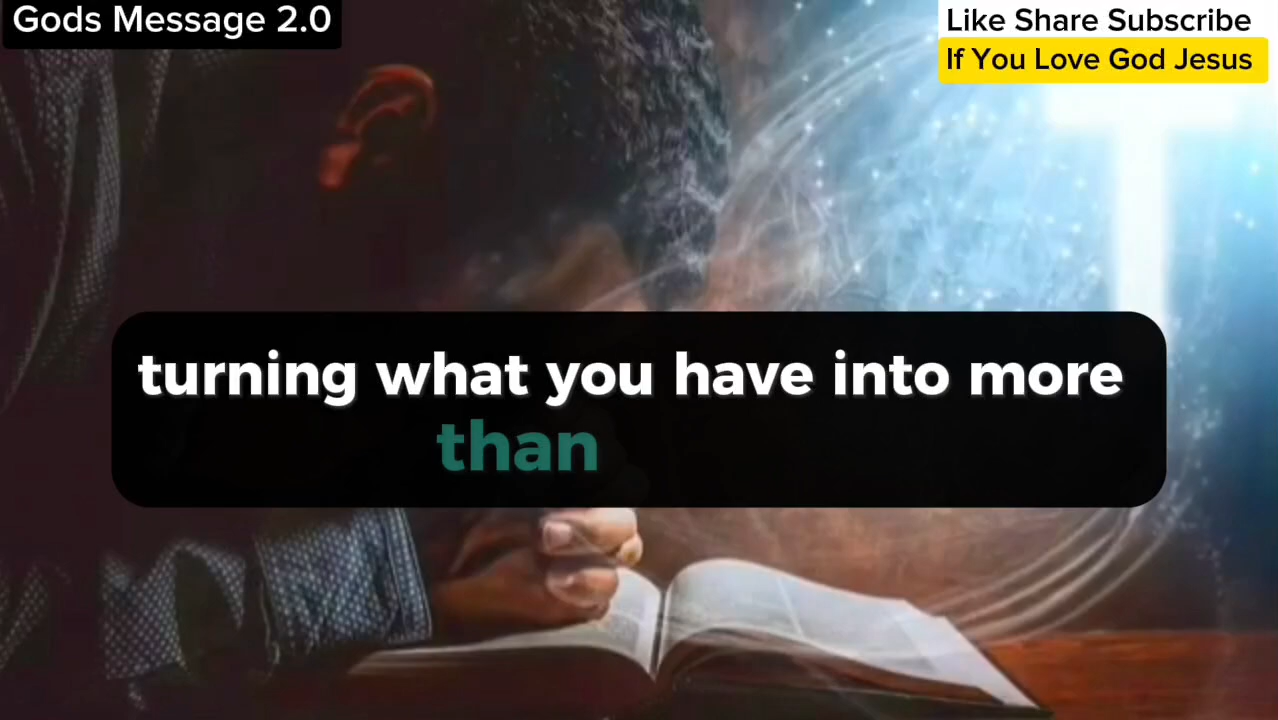 Gods Message 2.0
Like Share Subscribe
If You Love God Jesus
turning what you have into more
than